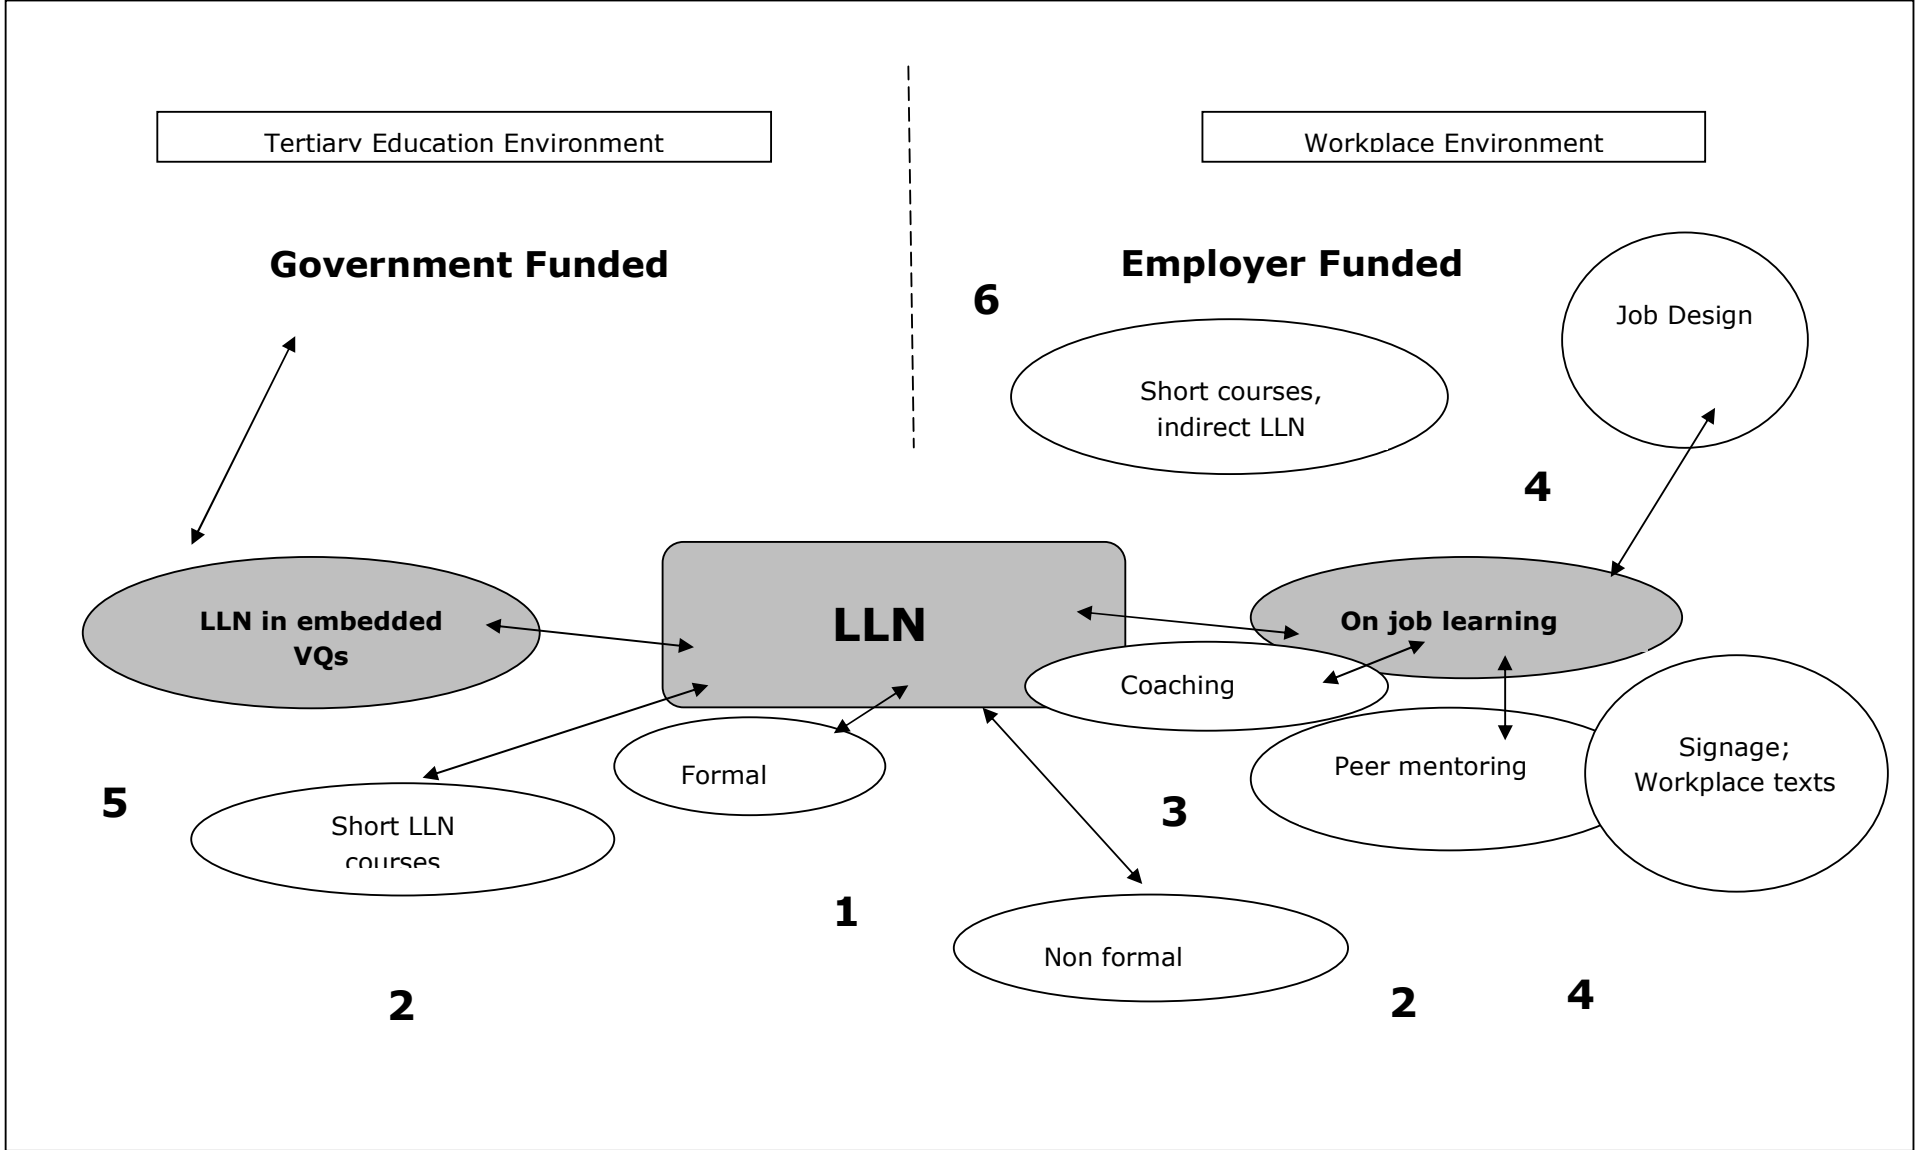 Tertiary Education Environment
Workplace Environment
Government Funded
Employer Funded
6
Job Design
Short courses,
indirect LLN
4
LLN in embedded
VQs
LLN
On job learning
Coaching
Formal
Peer mentoring
Signage;
Workplace texts
5
Short LLN
courses
3
1
Non formal
2
2
4